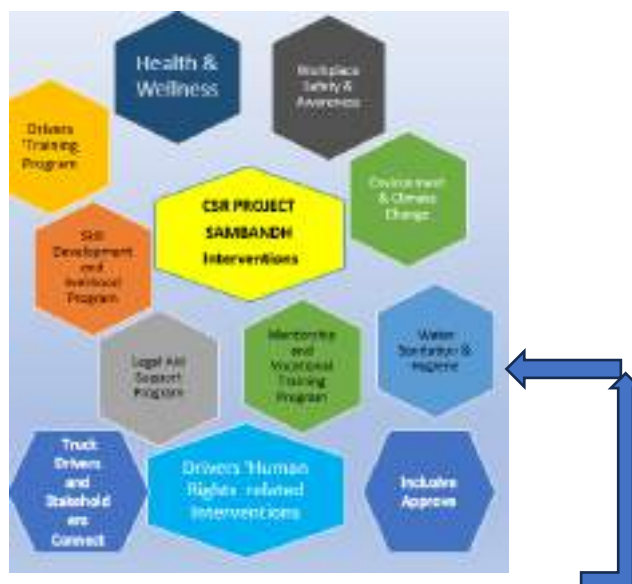 Health &
Wellness
Workplace
Safety &
Awareness
Drivers
'Training
Program
Environment
& Climate
Change
CSR PROJECT
SAMBANDH
Interventions
Skill
Development
and
livelihood
Program
Legal Aid
Support
Program
Mentorship
and
Vocational
Training
Program
Water
Sanitation &
Hygiene
Truck
Drivers
and
Stakehold
ers
Connect
Drivers 'Human
Rights related
Interventions
Inclusive
Approve